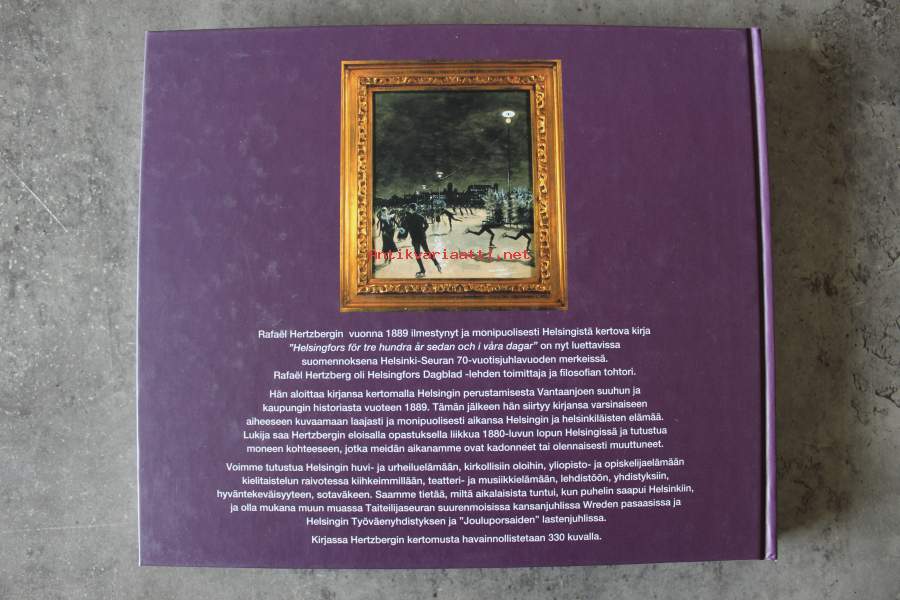 antikvariaatti.net
Rafaël Hertzbergin vuonna 1889 ilmestynyt ja monipuolisesti Helsingistä kertova kirja
"Helsingfors för tre hundra år sedan och i våra dagar" on nyt luettavissa
suomennoksena Helsinki-Seuran 70-vuotisjuhlavuoden merkeissä.
Rafaël Hertzberg oli Helsingfors Dagblad -lehden toimittaja ja filosofian tohtori.
Hän aloittaa kirjansa kertomalla Helsingin perustamisesta Vantaanjoen suuhun ja
kaupungin historiasta vuoteen 1889. Tämän jälkeen hän siirtyy kirjansa varsinaiseen
aiheeseen kuvaamaan laajasti ja monipuolisesti aikansa Helsingin ja helsinkiläisten elämää.
Lukija saa Hertzbergin eloisalla opastuksella liikkua 1880-luvun lopun Helsingissä ja tutustua
moneen kohteeseen, jotka meidän aikanamme ovat kadonneet tai olennaisesti muuttuneet.
Voimme tutustua Helsingin huvi- ja urheiluelämään, kirkollisiin oloihin, yliopisto- ja opiskelijaelämään
kielitaistelun raivotessa kiihkeimmillään, teatteri- ja musiikkielämään, lehdistöön, yhdistyksiin,
hyväntekeväisyyteen, sotaväkeen. Saamme tietää, miltä aikalaisista tuntui, kun puhelin saapui Helsinkiin,
ja olla mukana muun muassa Taiteilijaseuran suurenmoisissa kansanjuhlissa Wreden pasaasissa ja
Helsingin Työväenyhdistyksen ja "Jouluporsaiden" lastenjuhlissa.
Kirjassa Hertzbergin kertomusta havainnollistetaan 330 kuvalla.